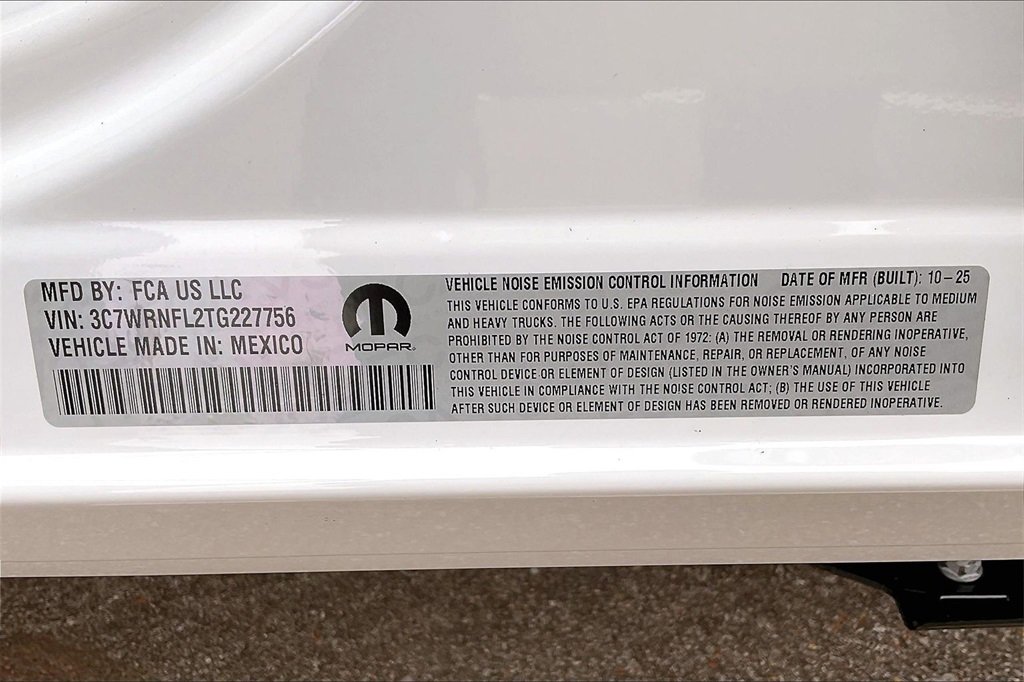 MFD BY: FCA US LLC
VIN: 3C7WRNFL2TG227756
VEHICLE MADE IN: MEXICO
MOPAR
VEHICLE NOISE EMISSION CONTROL INFORMATION DATE OF MFR (BUILT): 10-25
THIS VEHICLE CONFORMS TO U.S. EPA REGULATIONS FOR NOISE EMISSION APPLICABLE TO MEDIUM
AND HEAVY TRUCKS. THE FOLLOWING ACTS OR THE CAUSING THEREOF BY ANY PERSON ARE
PROHIBITED BY THE NOISE CONTROL ACT OF 1972: (A) THE REMOVAL OR RENDERING INOPERATIVE,
OTHER THAN FOR PURPOSES OF MAINTENANCE, REPAIR, OR REPLACEMENT, OF ANY NOISE
CONTROL DEVICE OR ELEMENT OF DESIGN (LISTED IN THE OWNER'S MANUAL) INCORPORATED INTO
THIS VEHICLE IN COMPLIANCE WITH THE NOISE CONTROL ACT; (B) THE USE OF THIS VEHICLE
AFTER SUCH DEVICE OR ELEMENT OF DESIGN HAS BEEN REMOVED OR RENDERED INOPERATIVE.